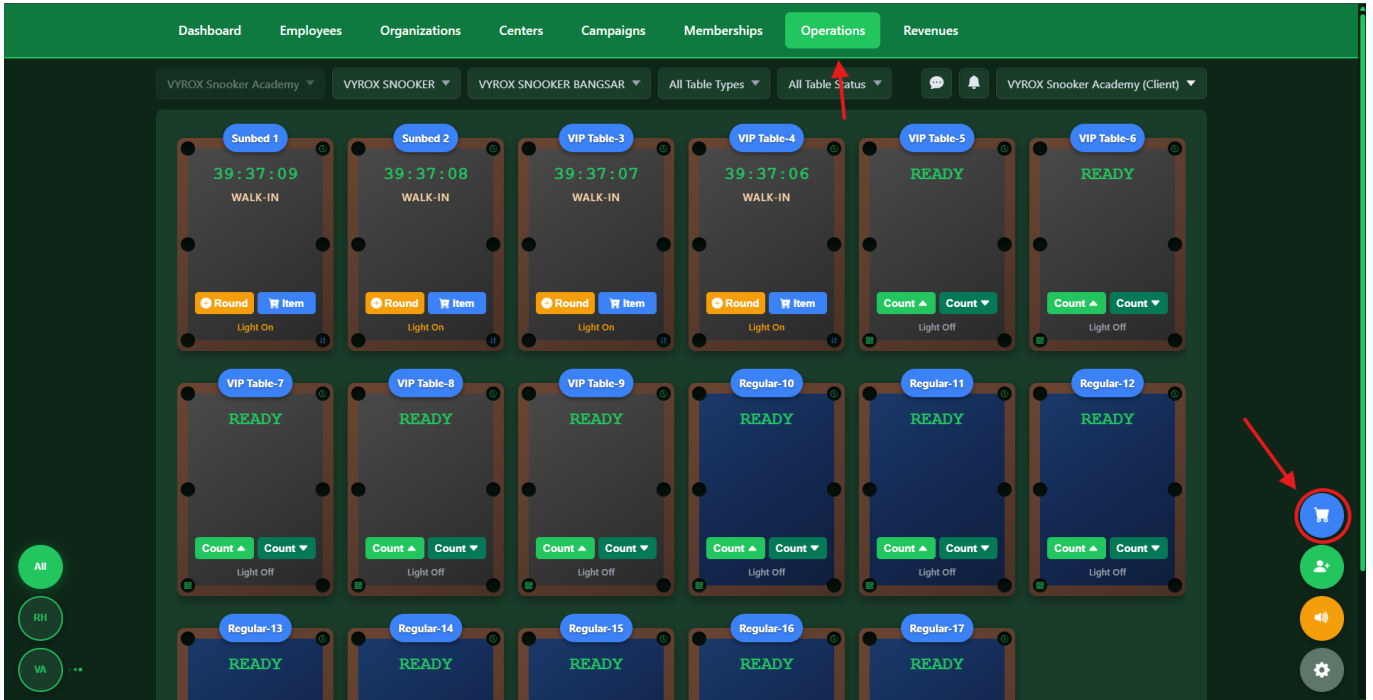 Dashboard Employees Organizations Centers Campaigns Memberships Operations Revenues
VYROX Snooker Academy VYROX SNOOKER VYROX SNOOKER BANGSAR All Table Types All Table Status VYROX Snooker Academy (Client)
Sunbed 1 Sunbed 2 VIP Table-3 VIP Table-4 VIP Table-5 VIP Table-6
39:37:09 39:37:08 39:37:07 39:37:06 READY READY
WALK-IN WALK-IN WALK-IN WALK-IN
Round Item Round Item Round Item Round Item Count Count Count Count
Light On Light On Light On Light On Light Off Light Off
VIP Table-7 VIP Table-8 VIP Table-9 Regular-10 Regular-11 Regular-12
READY READY READY READY READY READY
Count Count Count Count Count Count Count Count Count Count Count Count
Light Off Light Off Light Off Light Off Light Off Light Off
All
RH
VA
Regular-13 Regular-14 Regular-15 Regular-16 Regular-17
READY READY READY READY READY